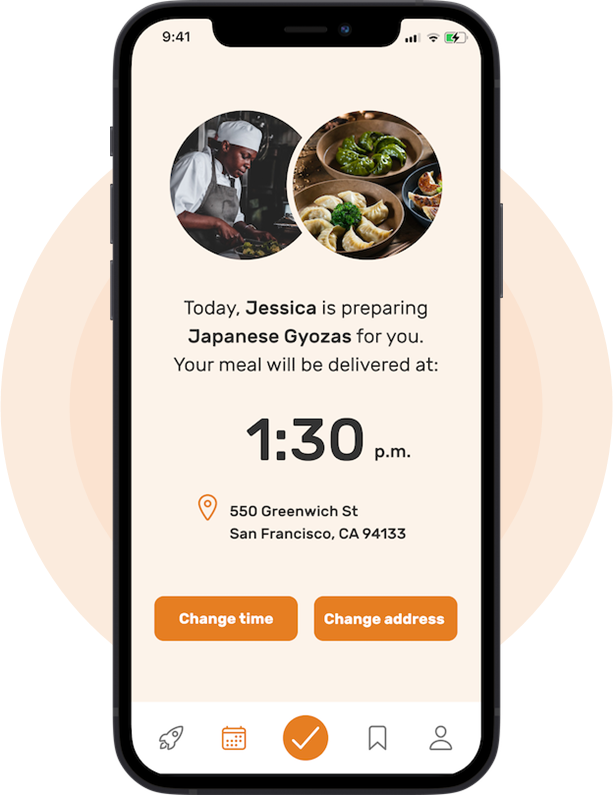 9:41
Today, Jessica is preparing
Japanese Gyozas for you.
Your meal will be delivered at:
1:30 p.m.
550 Greenwich St
San Francisco, CA 94133
Change time
Change address